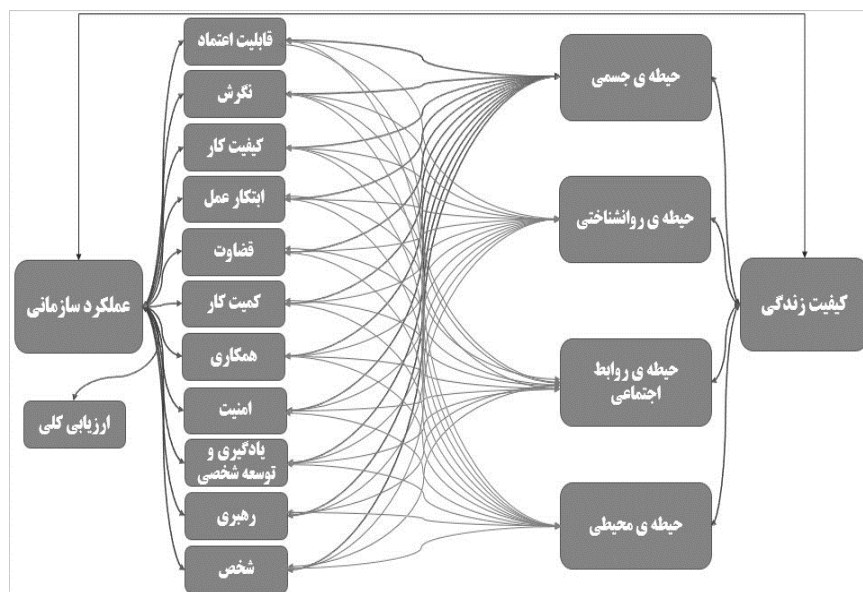 کیفیت زندگی
حیطه ی جسمی
حیطه ی روانشناختی
حیطه ی روابط
اجتماعی
حیطه ی محیطی
قابلیت اعتماد
نگرش
کیفیت کار
ابتکار عمل
قضاوت
کمیت کار
همکاری
امنیت
یادگیری و
توسعه شخصی
رهبری
شخص
عملکرد سازمانی
ارزیابی کلی